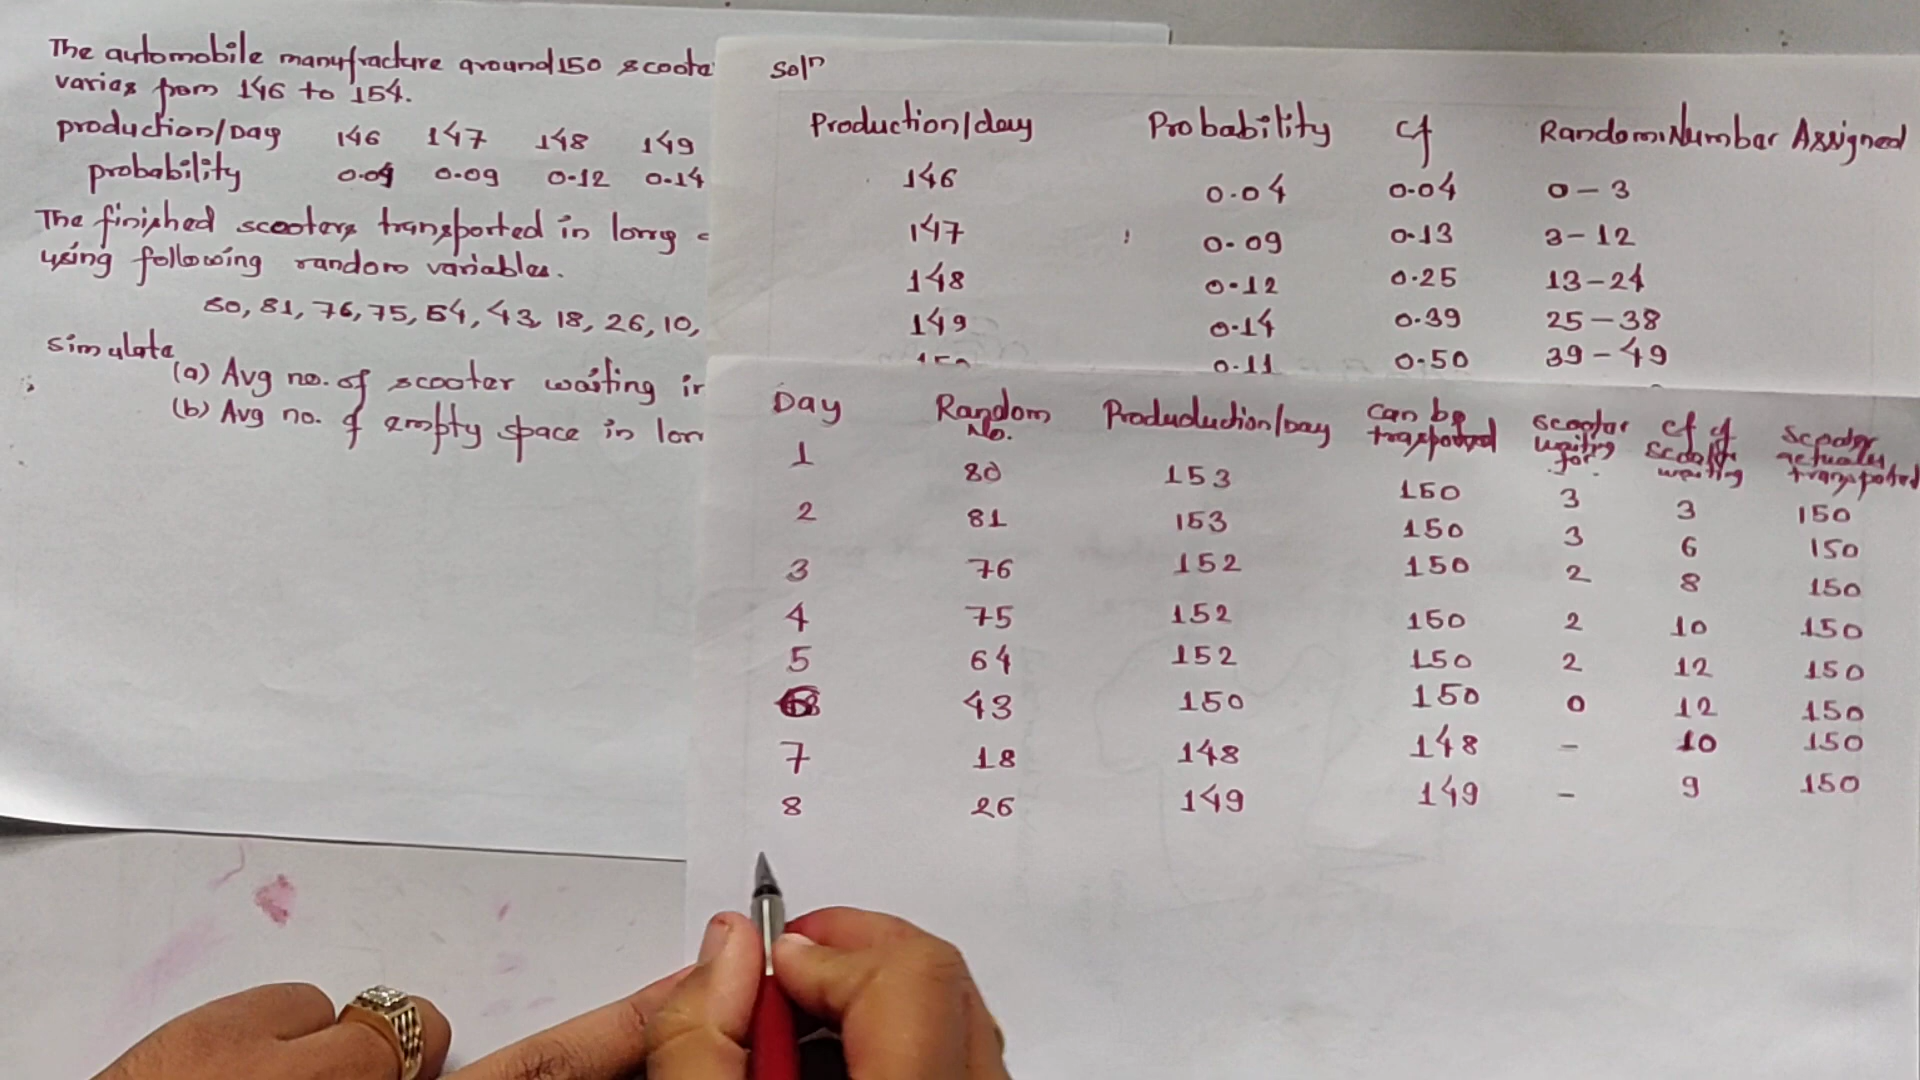 The automobile manyfracture ground 150 scoota
varias from 146 to 154.
production/Day 146 147 148 149
probability 0.04 0.09 0.12 0.14
The finished scooters transported in lorry
using following random variables.
80, 81, 76, 75, 64, 43, 18, 26, 10,
simulate
(a) Avg no. of scooter waiting in
(b) Avg no. of empty space in lorr
Solⁿ
Production/day Probability cf Random Numbar Assigned
146 0.04 0.04 0-3
147 0.09 0.13 3-12
148 0.12 0.25 13-24
149 0.14 0.39 25-38
150 0.11 0.50 39-49
Day Random No. Produduction/Day can be trasported scooter waiting for cf of scooter waiting Scooter actually transported
1 80 153 150 3 3 150
2 81 153 150 3 6 150
3 76 152 150 2 8 150
4 75 152 150 2 10 150
5 64 152 150 2 12 150
43 150 150 0 12 150
7 18 148 148 - 10 150
8 26 149 149 - 9 150